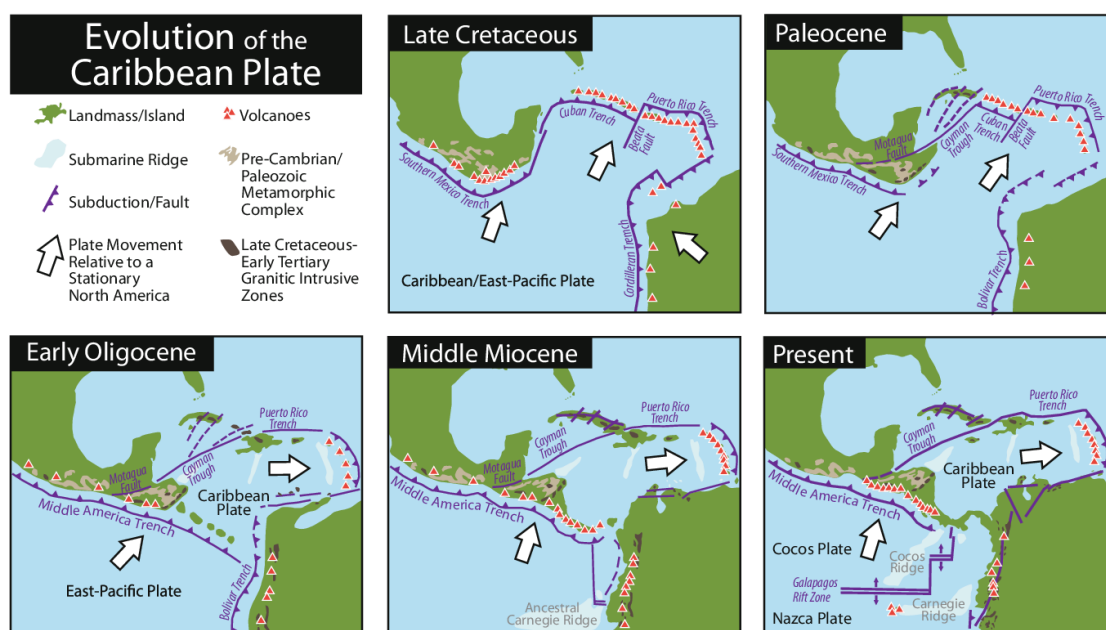 Evolution of the
Caribbean Plate
Landmass/Island
Volcanoes
Submarine Ridge
Pre-Cambrian/
Paleozoic
Metamorphic
Complex
Subduction/Fault
Plate Movement
Relative to a
Stationary
North America
Late Cretaceous-
Early Tertiary
Granitic Intrusive
Zones
Late Cretaceous
Cuban Trench
Puerto Rico
Trench
Beata
Fault
Southern Mexico Trench
Cordilleran Tremch
Caribbean/East-Pacific Plate
Paleocene
Puerto Rico
Trench
Cuban
Trench
Beata
Fault
Motagua
Fault
Cayman
Trough
Southern Mexico Trench
Bolivar Trench
Early Oligocene
Puerto Rico
Trench
Cayman
Trough
Motagua
Fault
Caribbean
Plate
Middle America Trench
East-Pacific Plate
Bolivar Trench
Middle Miocene
Puerto Rico
Trench
Cayman
Trough
Motagua
Fault
Middle America Trench
Ancestral
Carnegie Ridge
Present
Puerto Rico
Trench
Cayman
Trough
Caribbean
Plate
Middle America Trench
Cocos Plate
Cocos
Ridge
Galapagos
Rift Zone
Carnegie Ridge
Nazca Plate